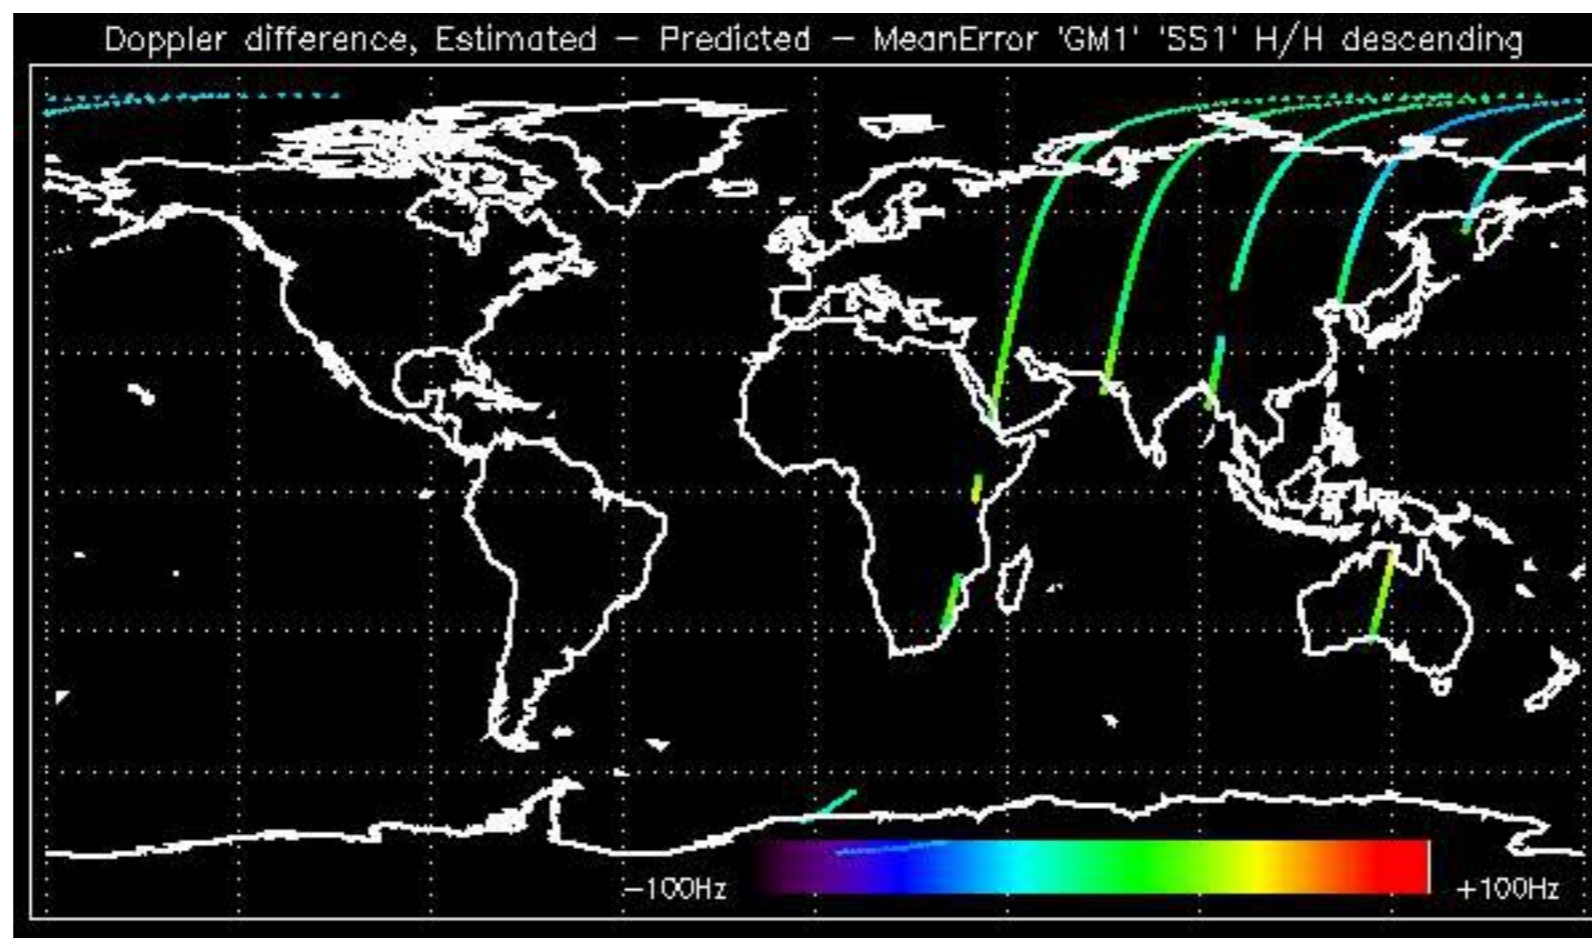 Doppler difference, Estimated – Predicted – MeanError 'GM1' 'SS1' H/H descending
−100Hz
+100Hz